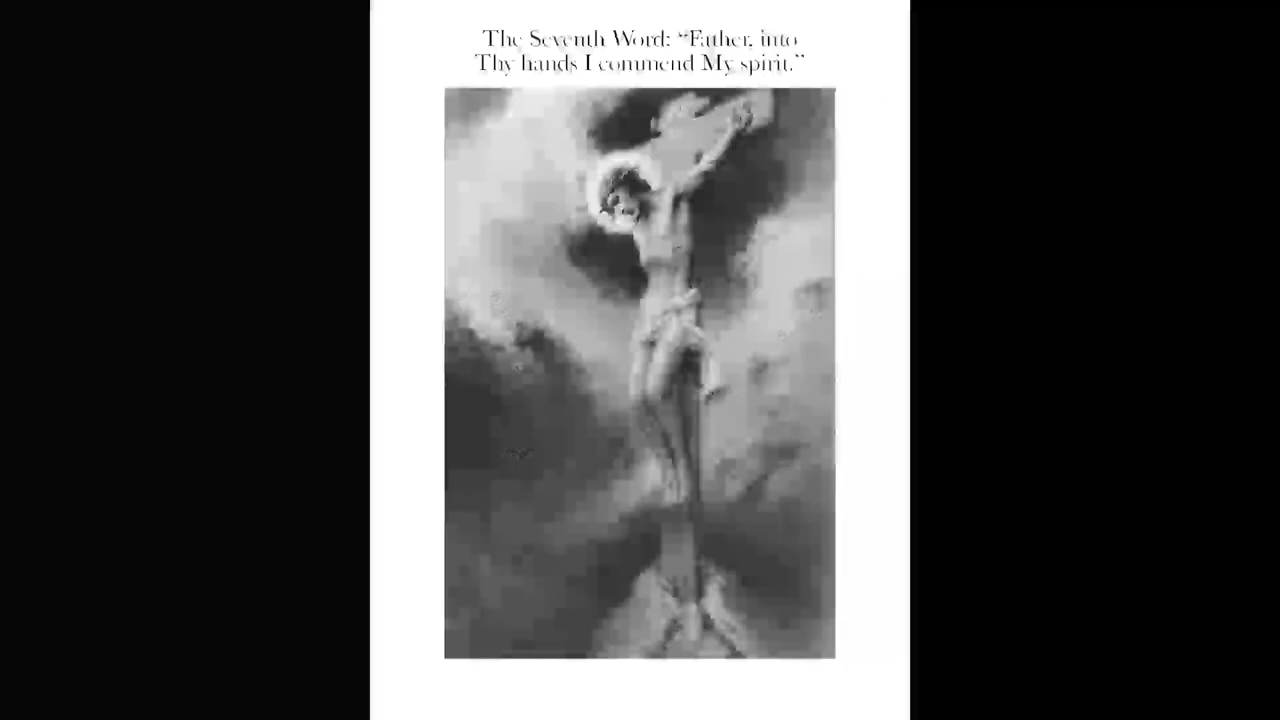 The Seventh Word: “Father, into
Thy hands I commend My spirit.”